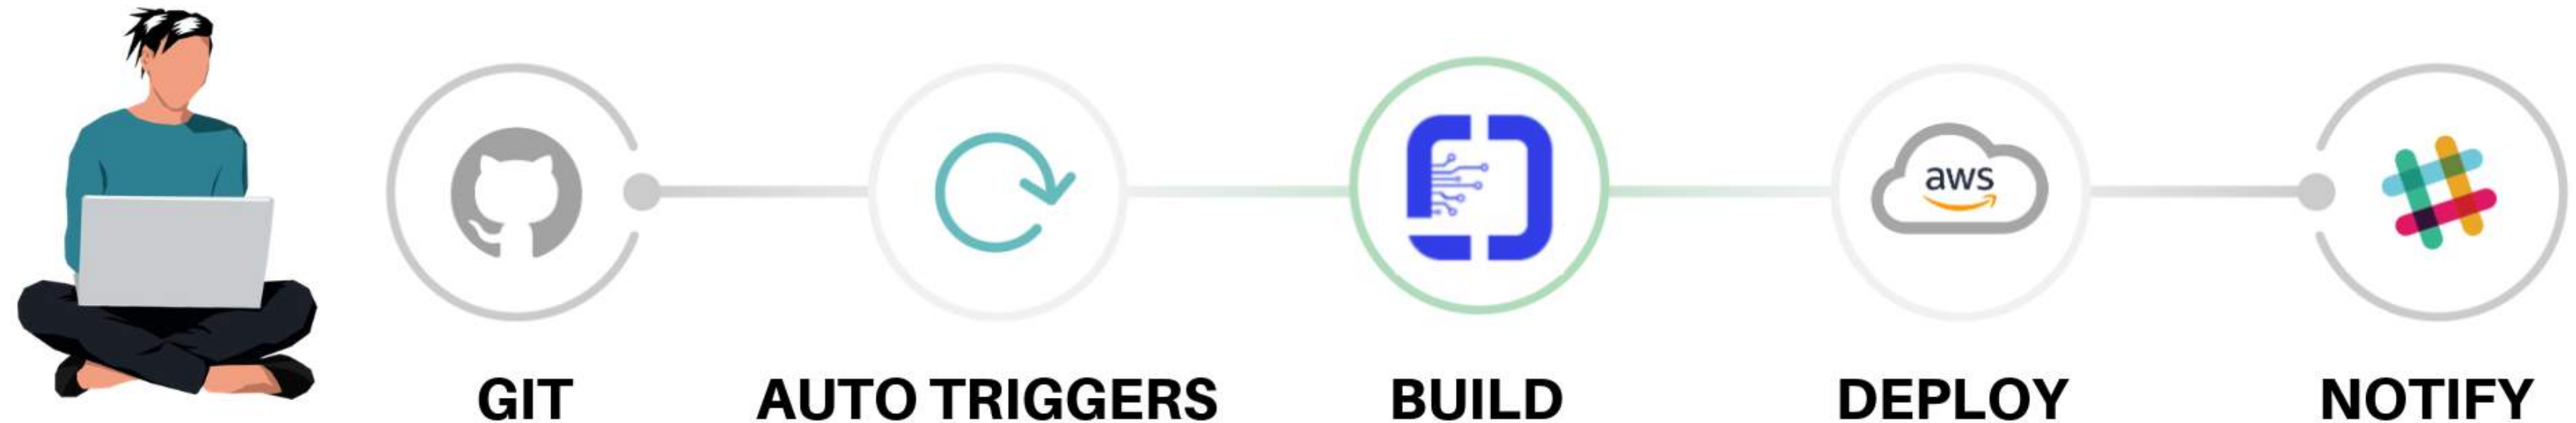 aws
GIT
AUTO TRIGGERS
BUILD
DEPLOY
NOTIFY